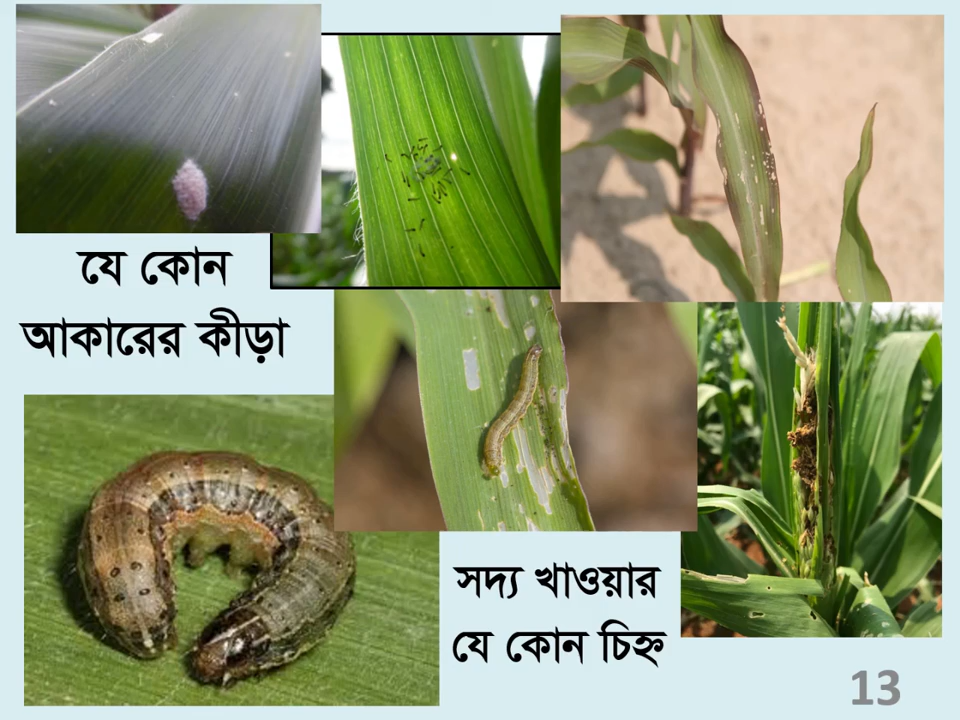 যে কোন
আকারের কীড়া
সদ্য খাওয়ার
যে কোন চিহ্ন
13